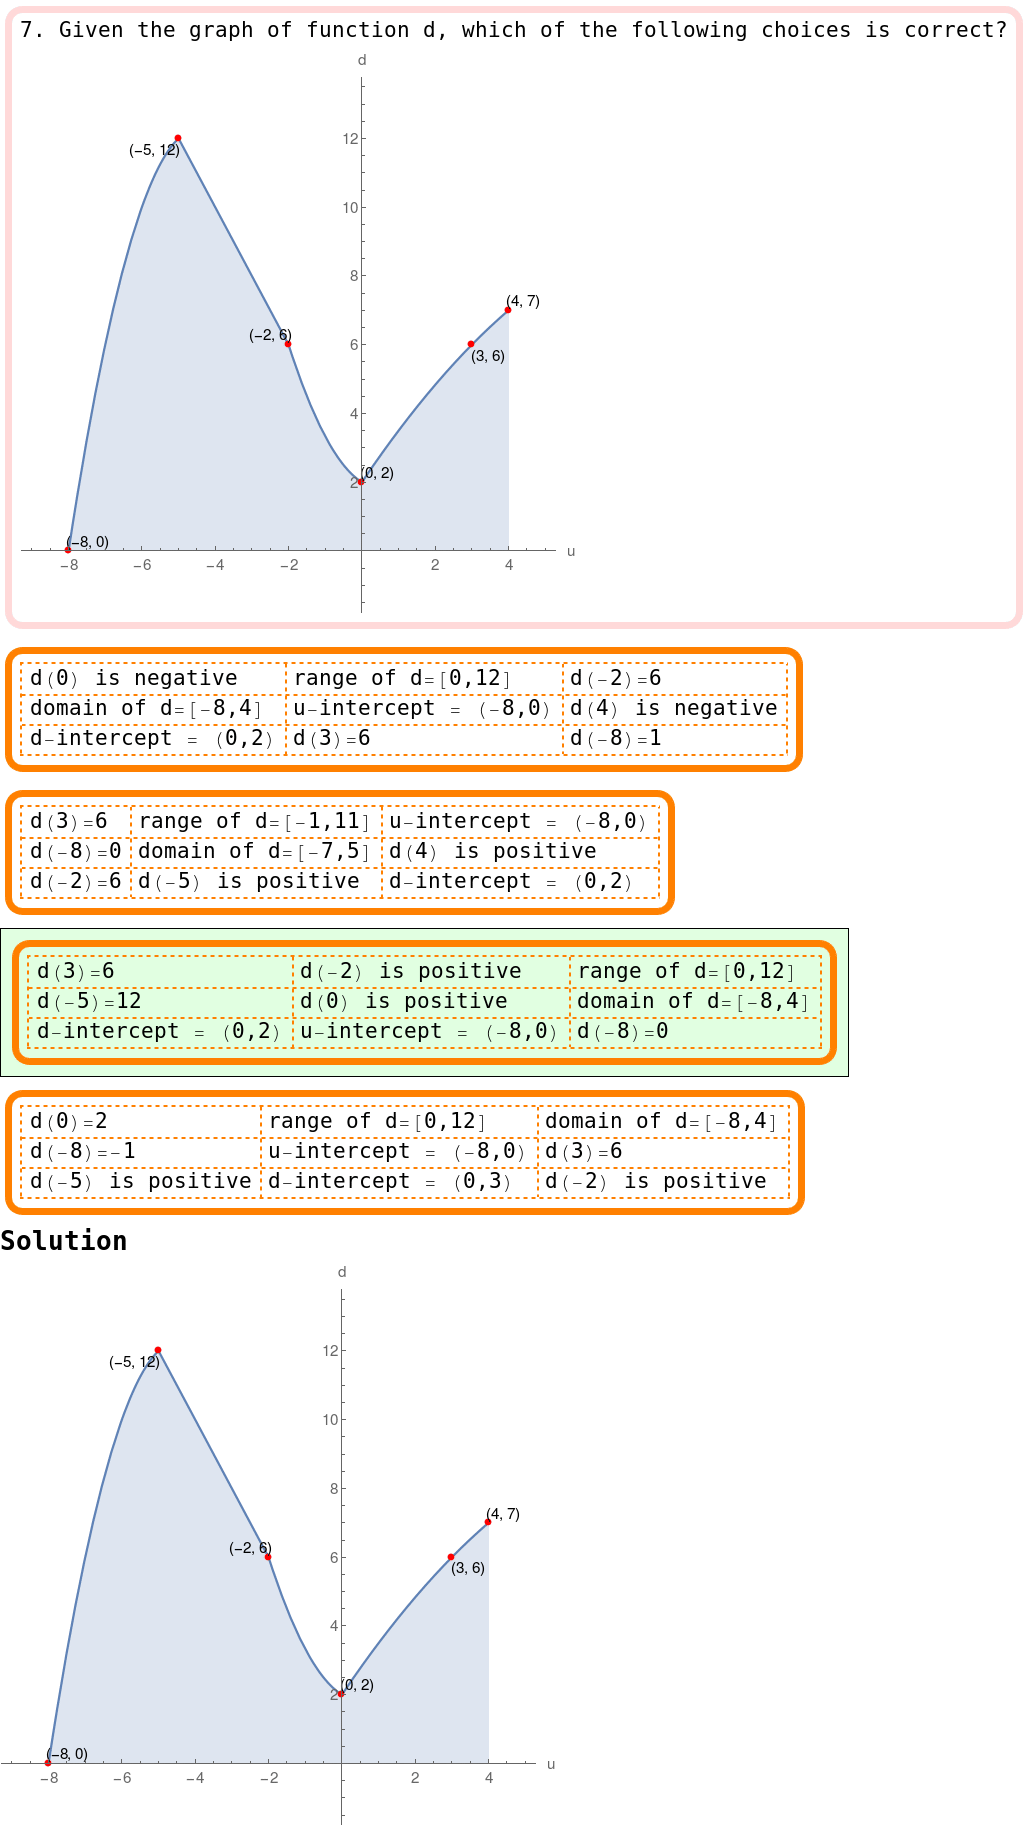 7. Given the graph of function d, which of the following choices is correct?
d
12
(−5, 12)
10
8
(4, 7)
(−2, 6)
6
(3, 6)
4
(0, 2)
2
(−8, 0)
u
−8 −6 −4 −2 2 4
d(0) is negative range of d=[0,12] d(-2)=6
domain of d=[-8,4] u-intercept = (-8,0) d(4) is negative
d-intercept = (0,2) d(3)=6 d(-8)=1
d(3)=6 range of d=[-1,11] u-intercept = (-8,0)
d(-8)=0 domain of d=[-7,5] d(4) is positive
d(-2)=6 d(-5) is positive d-intercept = (0,2)
d(3)=6 d(-2) is positive range of d=[0,12]
d(-5)=12 d(0) is positive domain of d=[-8,4]
d-intercept = (0,2) u-intercept = (-8,0) d(-8)=0
d(0)=2 range of d=[0,12] domain of d=[-8,4]
d(-8)=-1 u-intercept = (-8,0) d(3)=6
d(-5) is positive d-intercept = (0,3) d(-2) is positive
Solution
d
12
(−5, 12)
10
8
(4, 7)
(−2, 6)
6
(3, 6)
4
(0, 2)
2
(−8, 0)
u
−8 −6 −4 −2 2 4